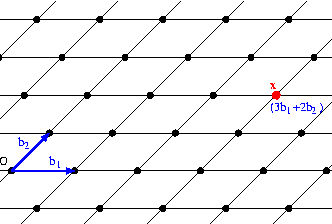 x
(3b₁+2b₂)
b₂
O
b₁